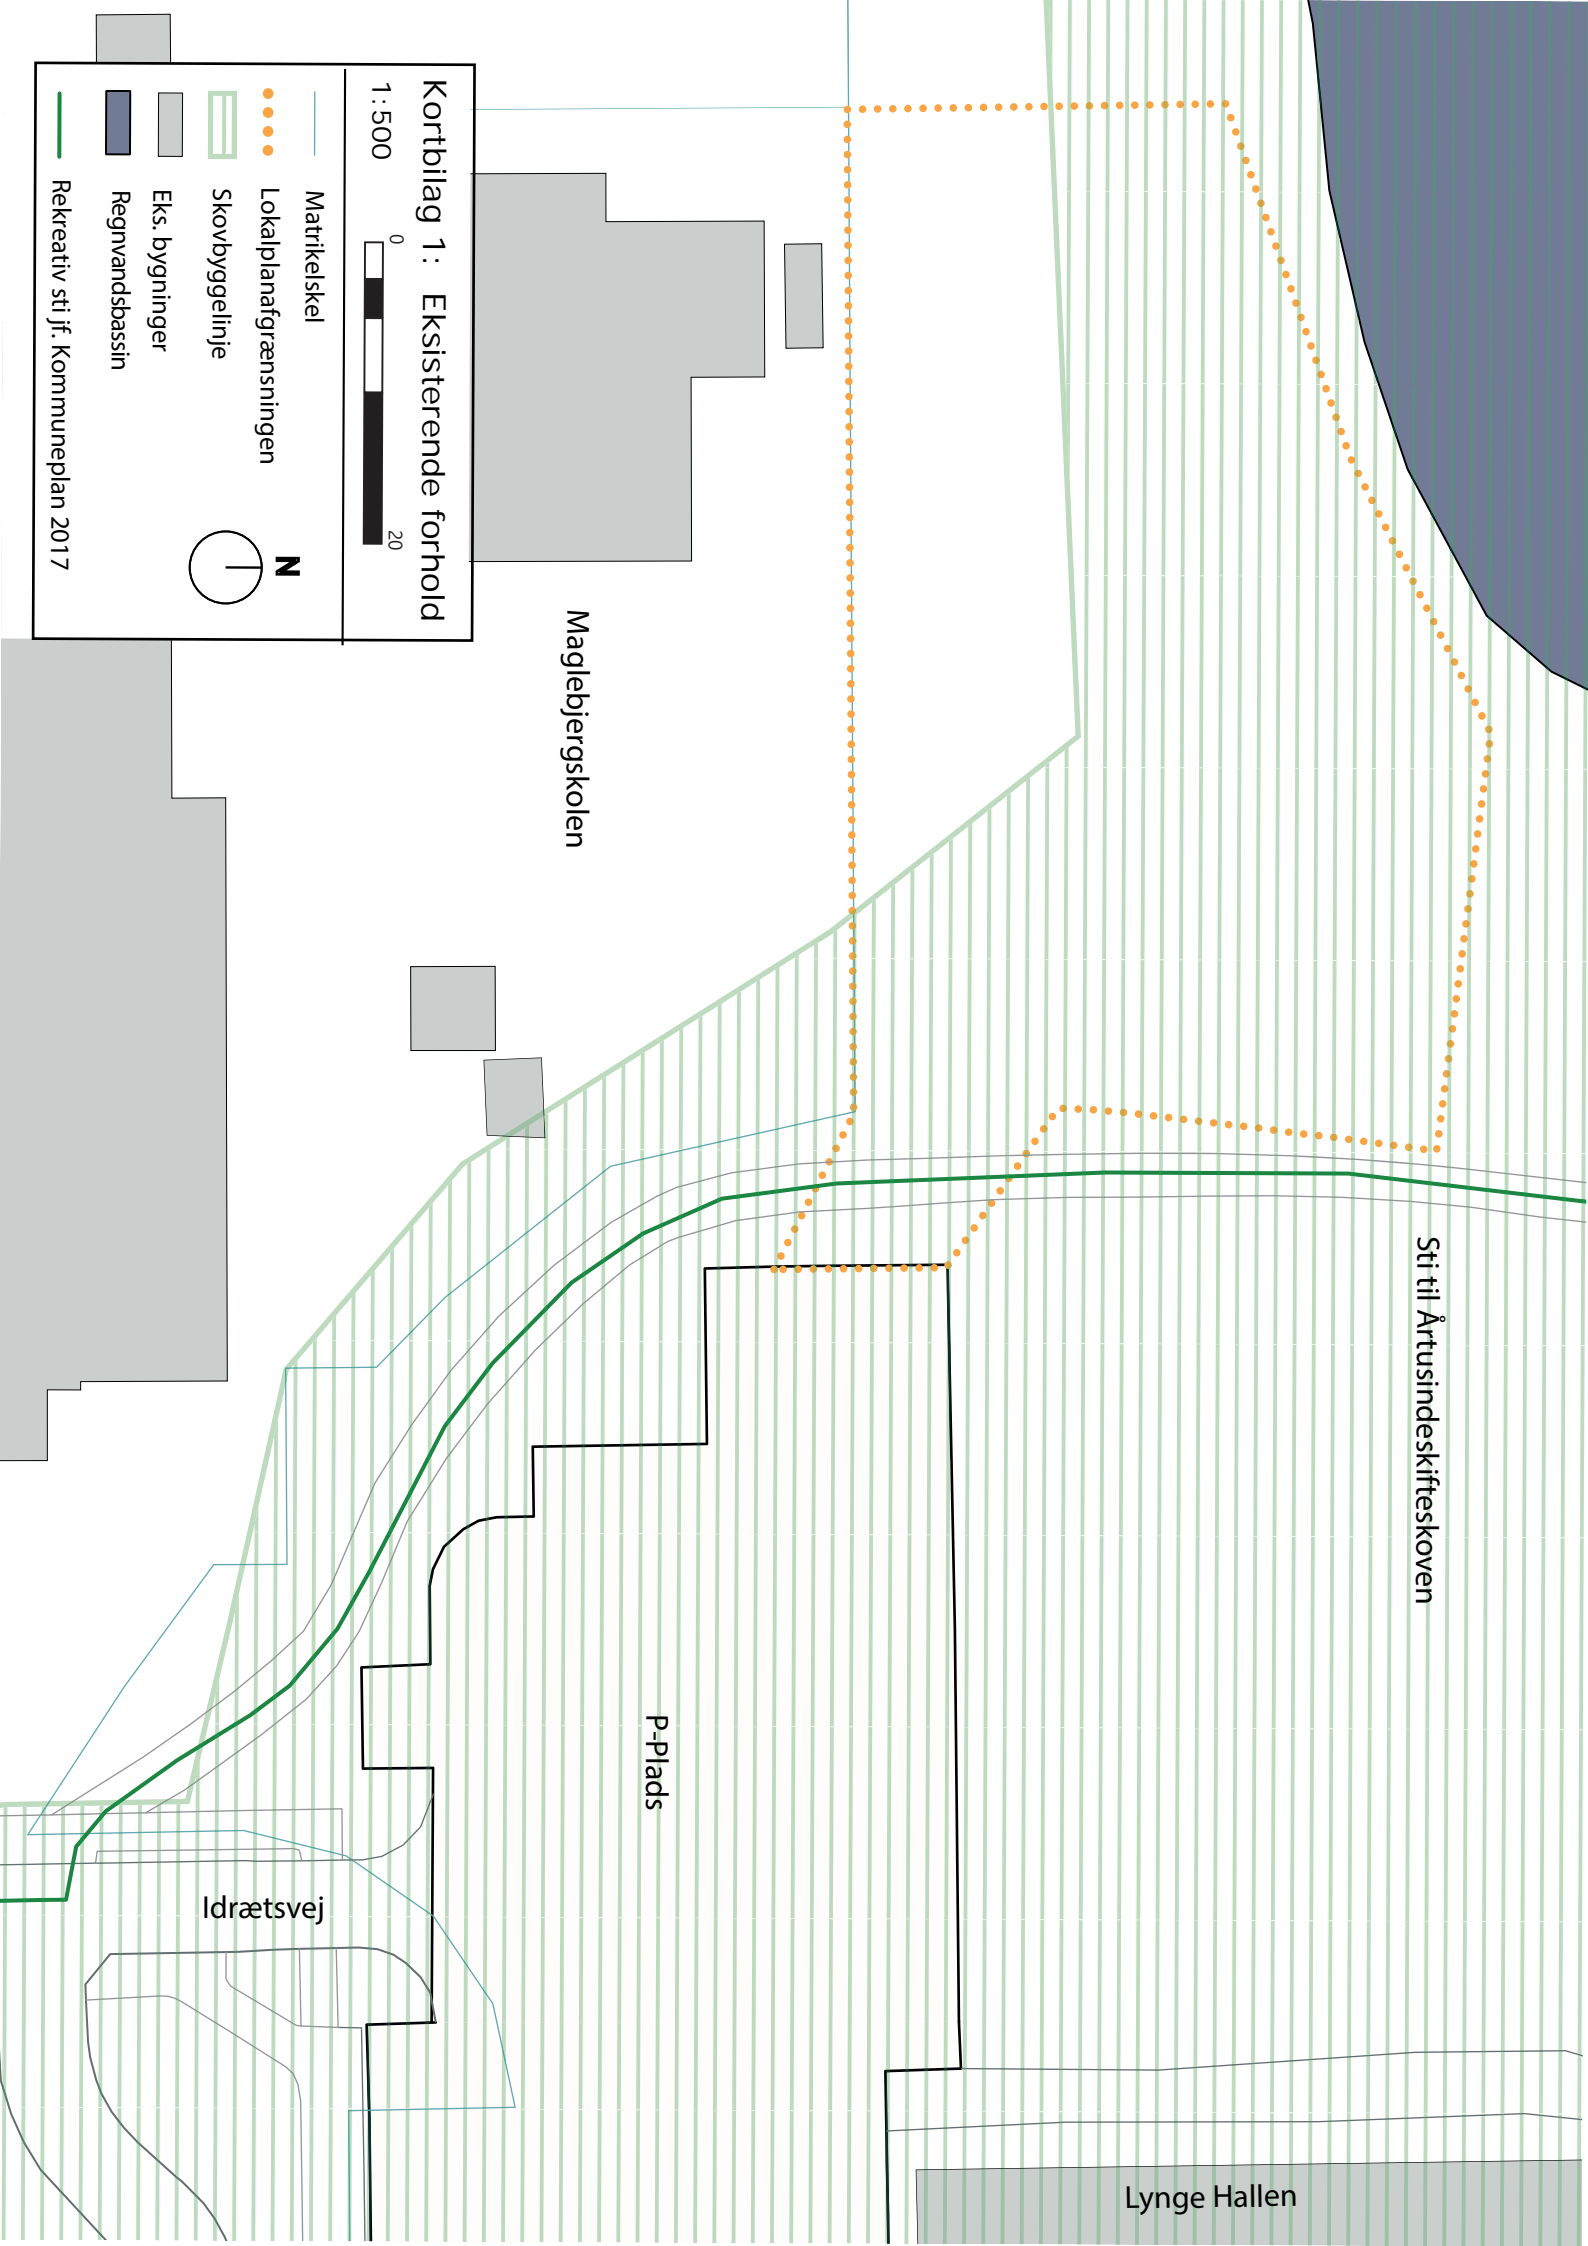 Kortbilag 1: Eksisterende forhold
1:500
0
20
Matrikelskel
Lokalplanafgrænsningen
Skovbyggelinje
Eks. bygninger
Regnvandsbassin
Rekreativ sti jf. Kommuneplan 2017
N
Maglebjergskolen
Sti til Årtusindeskifteskoven
P-Plads
Idrætsvej
Lynge Hallen